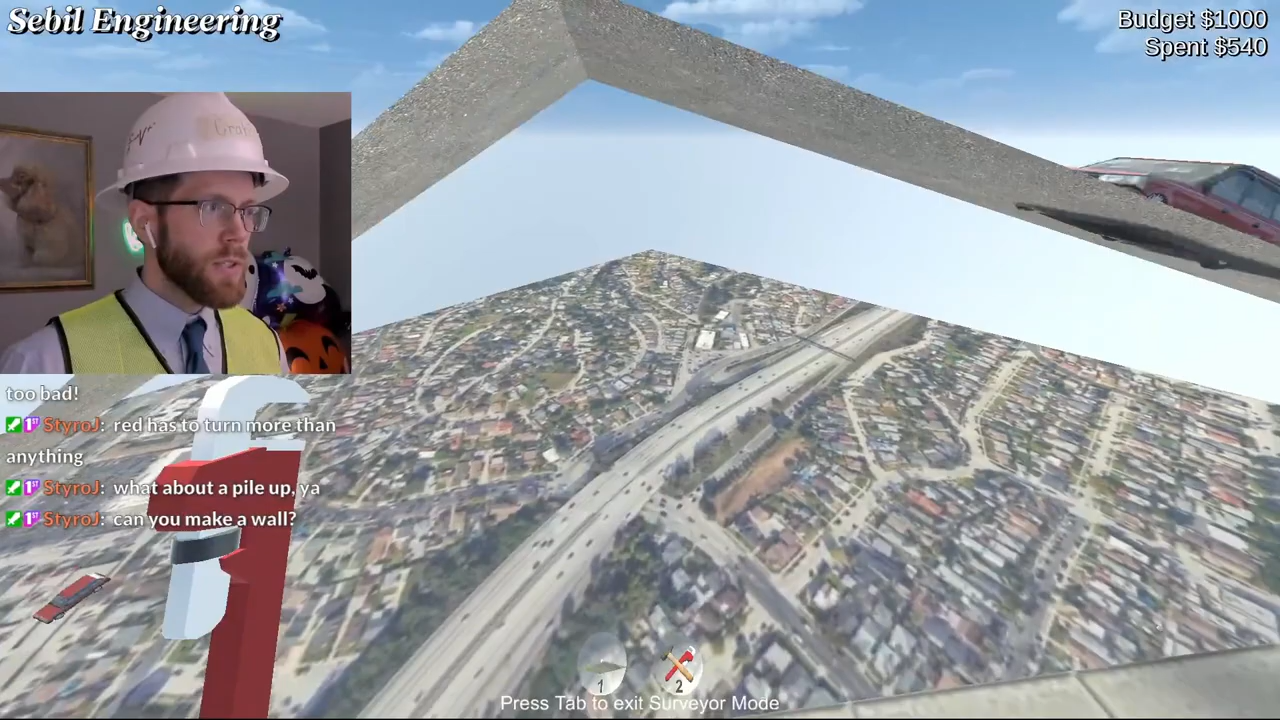 Sebil Engineering
Budget $1000
Spent $540
too bad!
StyroJ: red has to turn more than
anything
StyroJ: what about a pile up, ya
StyroJ: can you make a wall?
1
2
Press Tab to exit Surveyor Mode